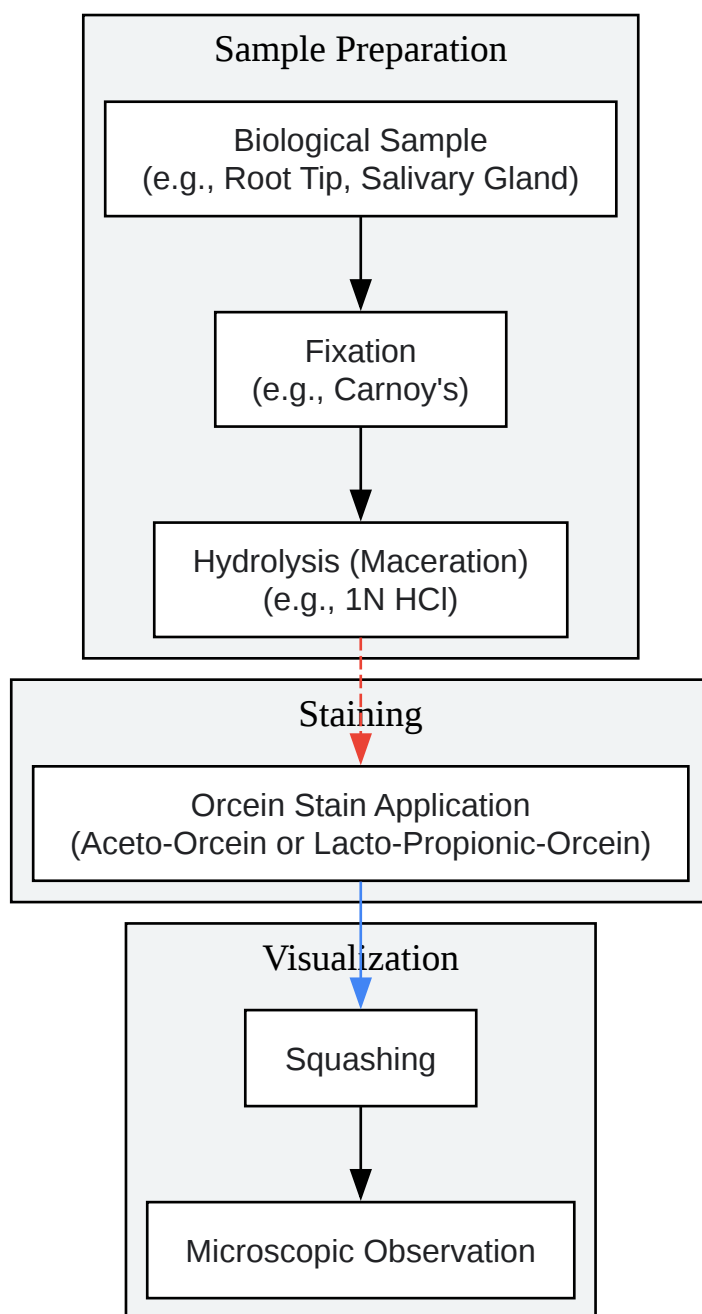 Sample Preparation
Biological Sample
(e.g., Root Tip, Salivary Gland)
Fixation
(e.g., Carnoy's)
Hydrolysis (Maceration)
(e.g., 1N HCl)
Staining
Orcein Stain Application
(Aceto-Orcein or Lacto-Propionic-Orcein)
Visualization
Squashing
Microscopic Observation